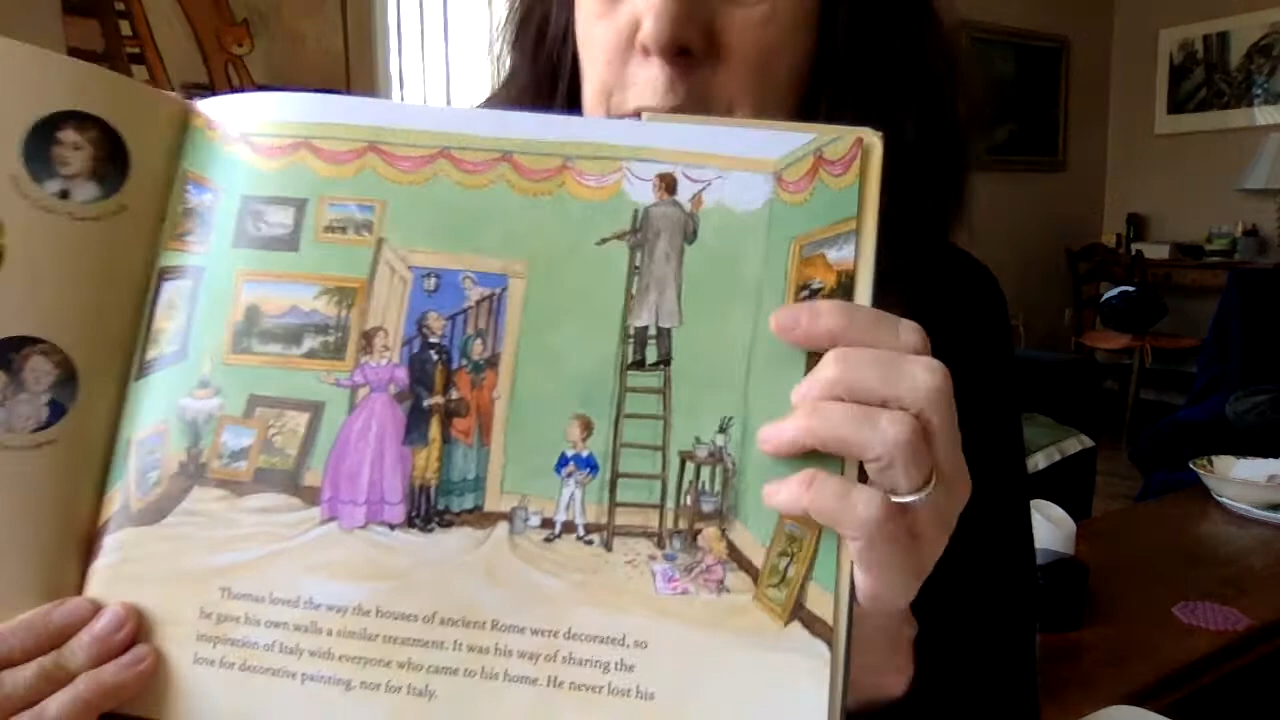 Thomas loved the way the houses of ancient Rome were decorated, so
he gave his own walls a similar treatment. It was his way of sharing the
inspiration of Italy with everyone who came to his home. He never lost his
love for decorative painting, nor for Italy.